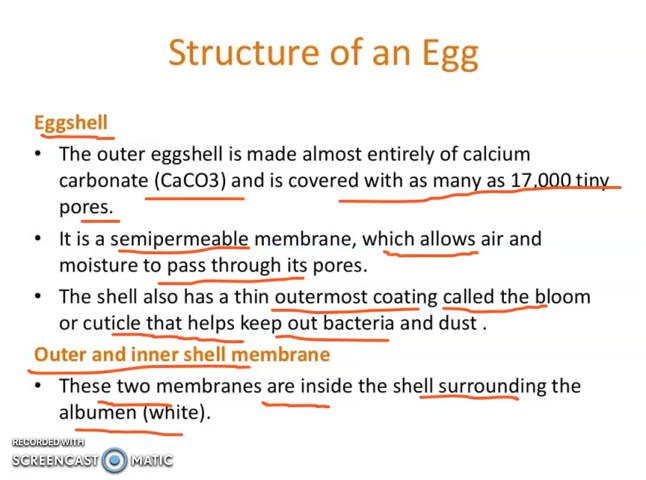 Structure of an Egg
Eggshell
• The outer eggshell is made almost entirely of calcium
carbonate (CaCO3) and is covered with as many as 17,000 tiny
pores.
• It is a semipermeable membrane, which allows air and
moisture to pass through its pores.
• The shell also has a thin outermost coating called the bloom
or cuticle that helps keep out bacteria and dust .
Outer and inner shell membrane
• These two membranes are inside the shell surrounding the
albumen (white).
RECORDED WITH
SCREENCAST MATIC